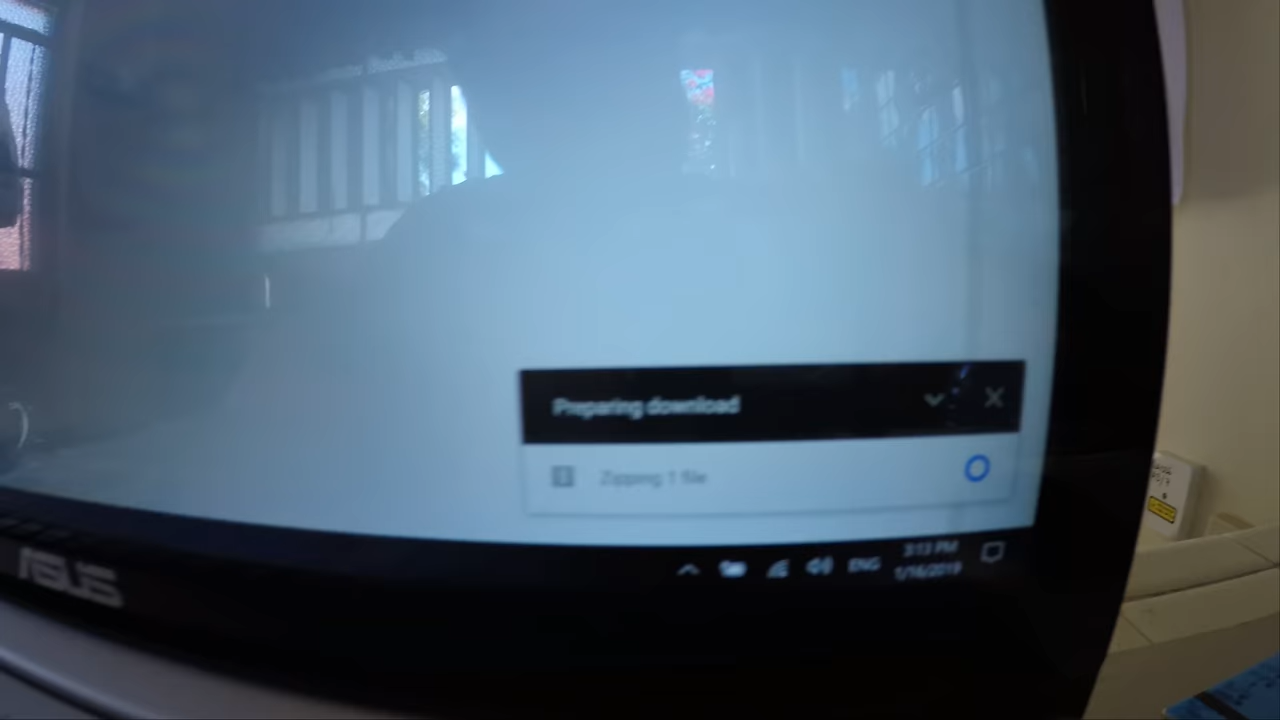 Preparing download
Zipping 1 file
ASUS
ENG
3:13 PM
1/16/2019